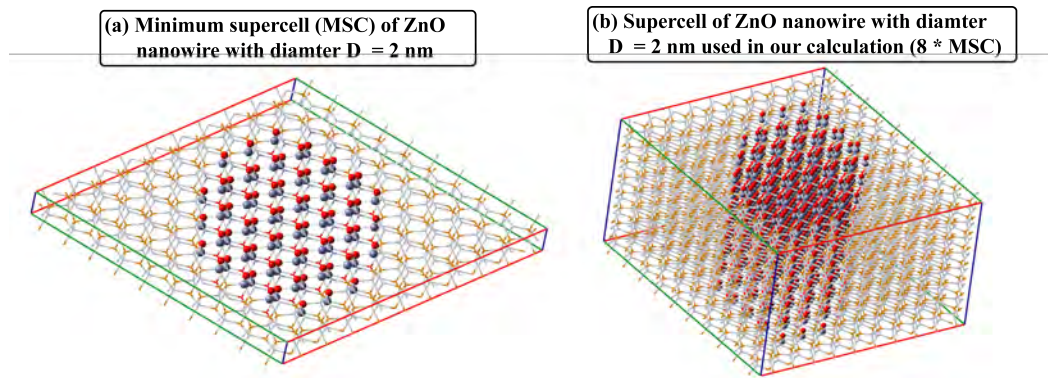 (a) Minimum supercell (MSC) of ZnO
nanowire with diamter D = 2 nm
(b) Supercell of ZnO nanowire with diamter
D = 2 nm used in our calculation (8 * MSC)